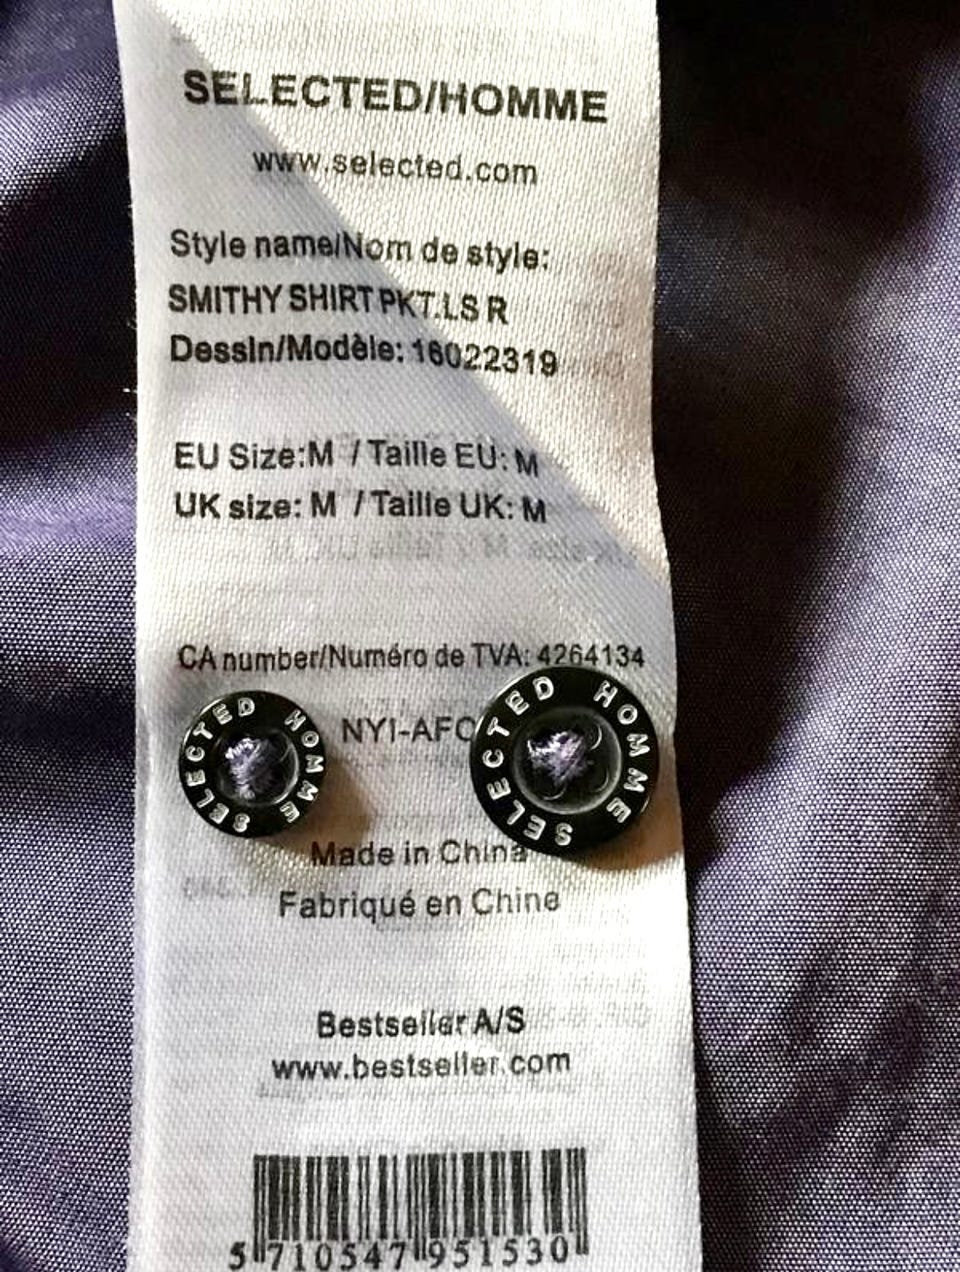 SELECTED/HOMME
www.selected.com
Style name/Nom de style:
SMITHY SHIRT PKT.LS R
Dessin/Modèle: 16022319
EU Size:M / Taille EU: M
UK size: M / Taille UK: M
CA number/Numéro de TVA: 4264134
SELECTED HOMME
NYI-AFC
SELECTED HOMME
Made in China
Fabriqué en Chine
Bestseller A/S
www.bestseller.com
5 710547 951530